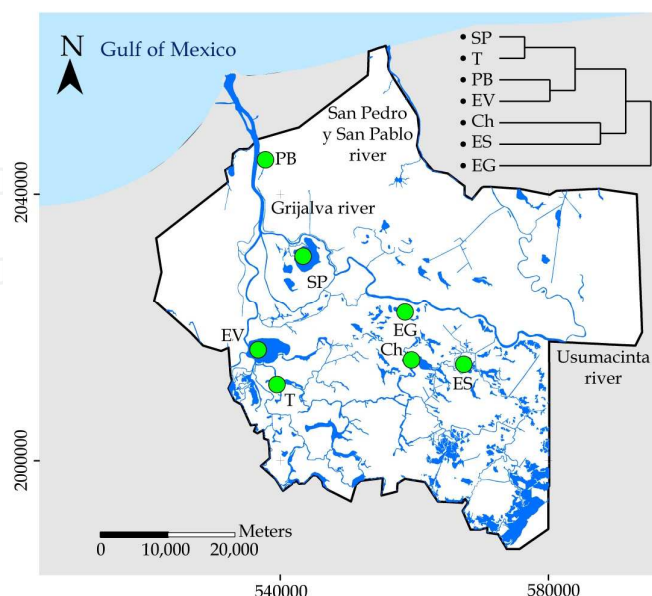 N
Gulf of Mexico
SP
T
PB
EV
Ch
ES
EG
San Pedro
y San Pablo
river
PB
2040000
Grijalva river
SP
EV
EG
Ch
Usumacinta
river
ES
T
2000000
Meters
0 10,000 20,000
540000 580000